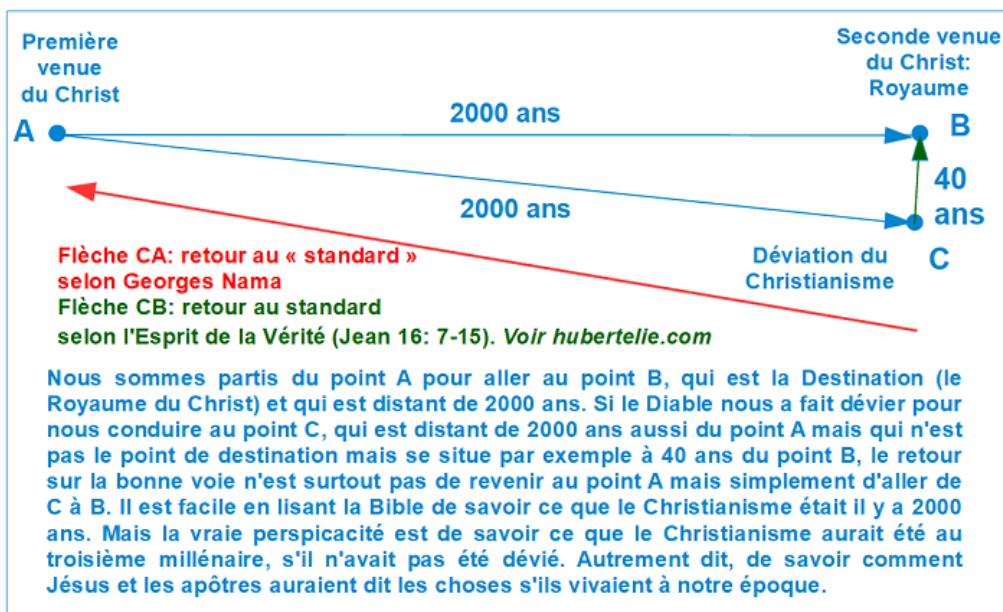 Première
venue
du Christ
Seconde venue
du Christ:
Royaume
A
2000 ans
B
40
ans
2000 ans
C
Déviation du
Christianisme
Flèche CA: retour au « standard »
selon Georges Nama
Flèche CB: retour au standard
selon l'Esprit de la Vérité (Jean 16: 7-15). Voir hubertelie.com
Nous sommes partis du point A pour aller au point B, qui est la Destination (le
Royaume du Christ) et qui est distant de 2000 ans. Si le Diable nous a fait dévier pour
nous conduire au point C, qui est distant de 2000 ans aussi du point A mais qui n'est
pas le point de destination mais se situe par exemple à 40 ans du point B, le retour
sur la bonne voie n'est surtout pas de revenir au point A mais simplement d'aller de
C à B. Il est facile en lisant la Bible de savoir ce que le Christianisme était il y a 2000
ans. Mais la vraie perspicacité est de savoir ce que le Christianisme aurait été au
troisième millénaire, s'il n'avait pas été dévié. Autrement dit, de savoir comment
Jésus et les apôtres auraient dit les choses s'ils vivaient à notre époque.